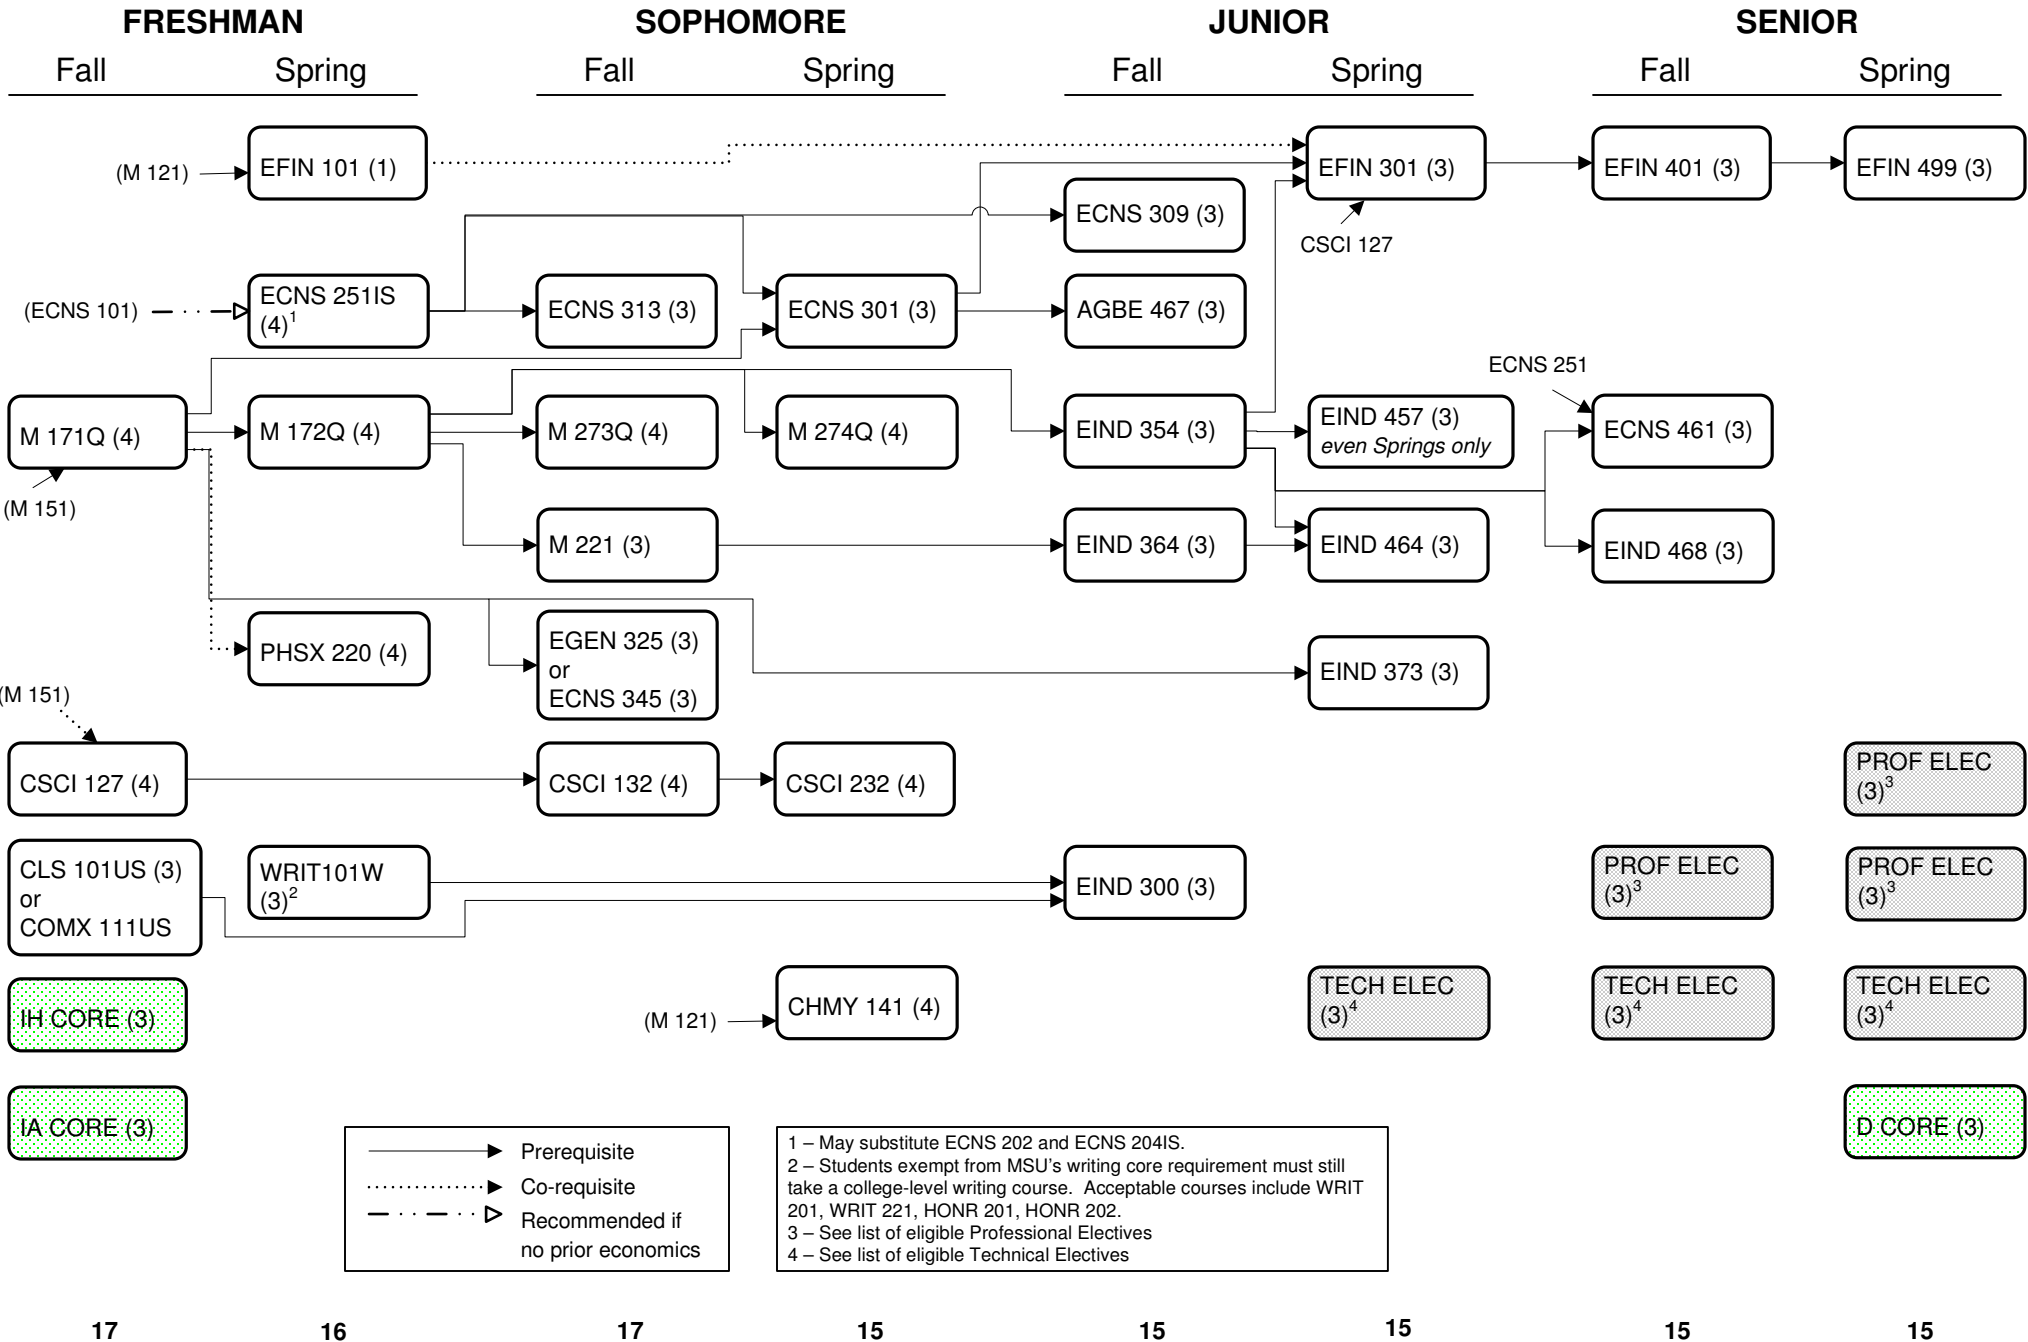 FRESHMAN
SOPHOMORE
JUNIOR
SENIOR
Fall
Spring
Fall
Spring
Fall
Spring
Fall
Spring
(M 121)
EFIN 101 (1)
EFIN 301 (3)
EFIN 401 (3)
EFIN 499 (3)
ECNS 309 (3)
CSCI 127
(ECNS 101)
ECNS 251IS
(4)1
ECNS 313 (3)
ECNS 301 (3)
AGBE 467 (3)
ECNS 251
M 171Q (4)
M 172Q (4)
M 273Q (4)
M 274Q (4)
EIND 354 (3)
EIND 457 (3)
even Springs only
ECNS 461 (3)
(M 151)
M 221 (3)
EIND 364 (3)
EIND 464 (3)
EIND 468 (3)
PHSX 220 (4)
EGEN 325 (3)
or
ECNS 345 (3)
EIND 373 (3)
(M 151)
CSCI 127 (4)
CSCI 132 (4)
CSCI 232 (4)
PROF ELEC
(3)3
CLS 101US (3)
or
COMX 111US
WRIT101W
(3)2
EIND 300 (3)
PROF ELEC
(3)3
PROF ELEC
(3)3
IH CORE (3)
(M 121)
CHMY 141 (4)
TECH ELEC
(3)4
TECH ELEC
(3)4
TECH ELEC
(3)4
IA CORE (3)
D CORE (3)
Prerequisite
Co-requisite
Recommended if
no prior economics
1 – May substitute ECNS 202 and ECNS 204IS.
2 – Students exempt from MSU's writing core requirement must still
take a college-level writing course.  Acceptable courses include WRIT
201, WRIT 221, HONR 201, HONR 202.
3 – See list of eligible Professional Electives
4 – See list of eligible Technical Electives
17
16
17
15
15
15
15
15